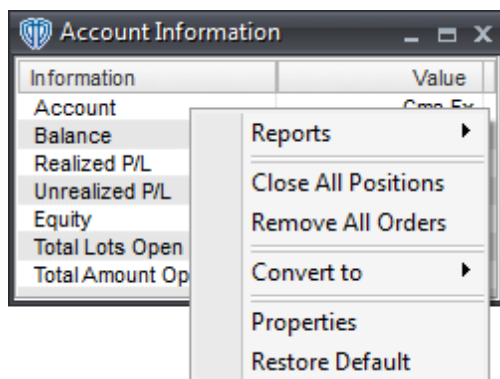 Account Information
Information Value
Account
Balance
Realized P/L
Unrealized P/L
Equity
Total Lots Open
Total Amount Op
Reports
Close All Positions
Remove All Orders
Convert to
Properties
Restore Default